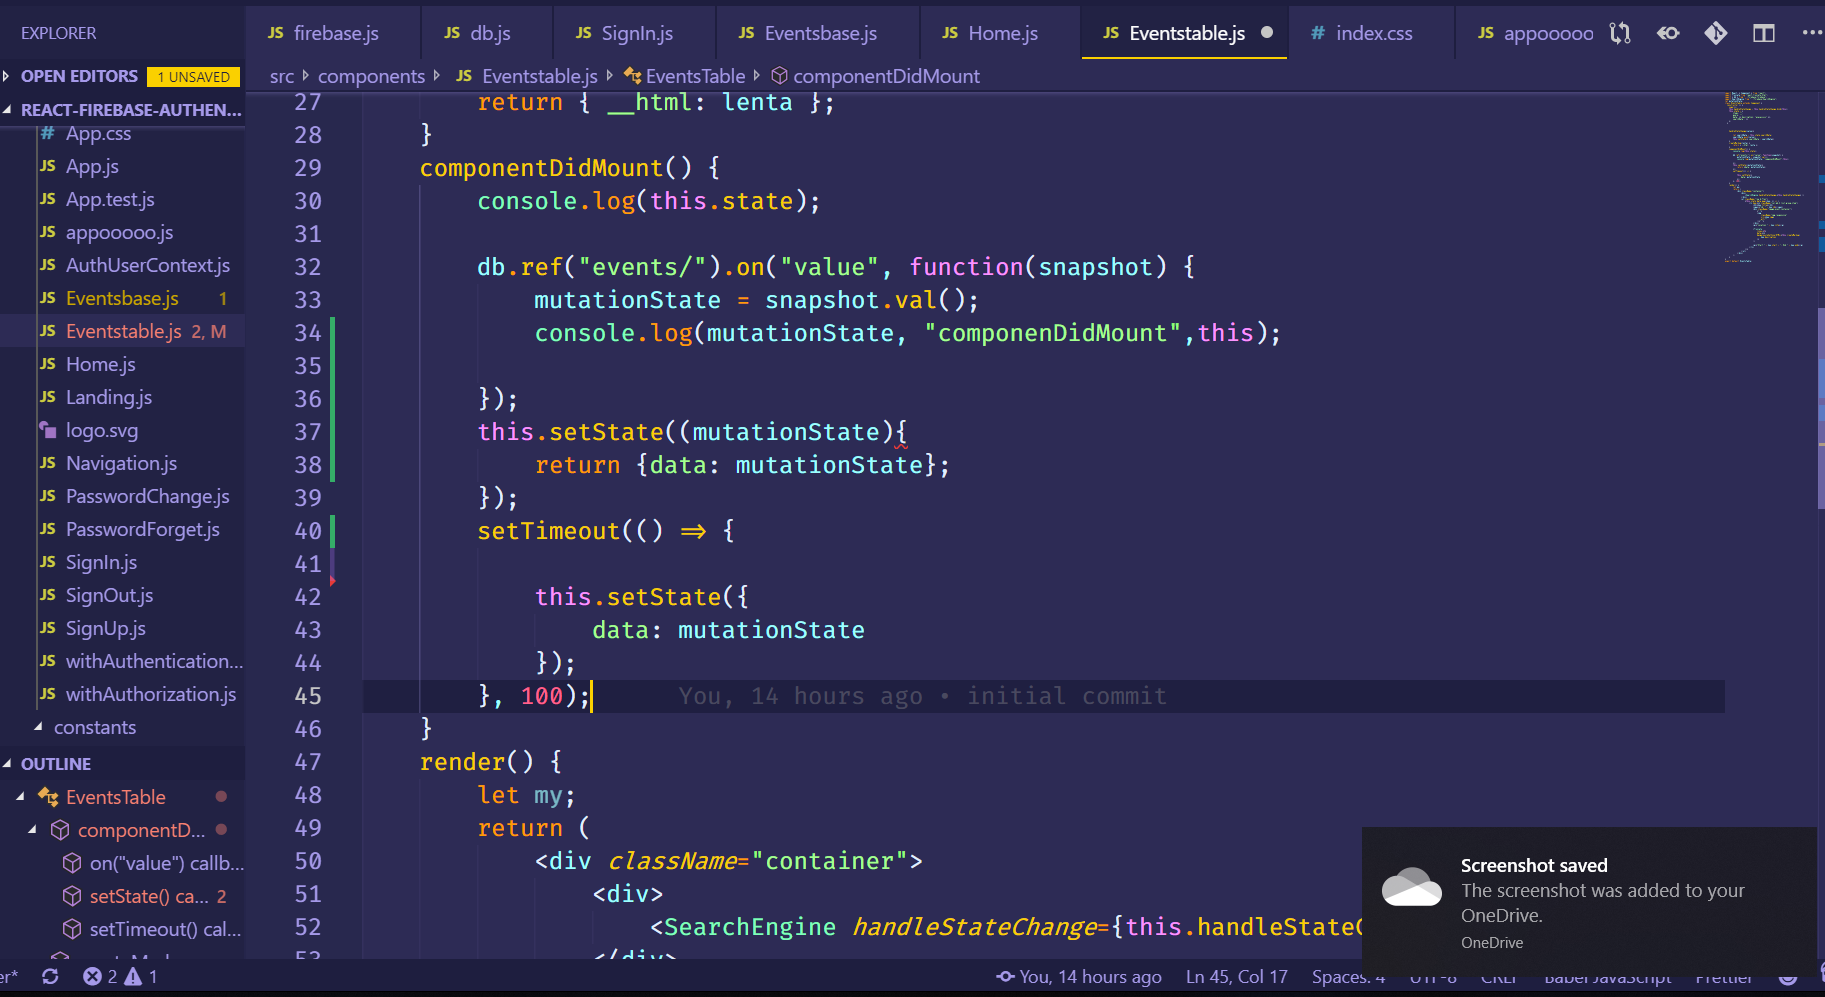 EXPLORER
JS firebase.js
JS db.js
JS SignIn.js
JS Eventsbase.js
JS Home.js
JS Eventstable.js
# index.css
JS appooooo
OPEN EDITORS 1 UNSAVED
REACT-FIREBASE-AUTHEN...
# App.css
JS App.js
JS App.test.js
JS appooooo.js
JS AuthUserContext.js
JS Eventsbase.js 1
JS Eventstable.js 2, M
JS Home.js
JS Landing.js
logo.svg
JS Navigation.js
JS PasswordChange.js
JS PasswordForget.js
JS SignIn.js
JS SignOut.js
JS SignUp.js
JS withAuthentication...
JS withAuthorization.js
constants
OUTLINE
EventsTable
componentD...
on("value") callb...
setState() ca... 2
setTimeout() cal...
src components JS Eventstable.js EventsTable componentDidMount
27 return { __html: lenta };
28 }
29 componentDidMount() {
30 console.log(this.state);
31
32 db.ref("events/").on("value", function(snapshot) {
33 mutationState = snapshot.val();
34 console.log(mutationState, "componenDidMount",this);
35
36 });
37 this.setState((mutationState){
38 return {data: mutationState};
39 });
40 setTimeout(() => {
41
42 this.setState({
43 data: mutationState
44 });
45 }, 100); You, 14 hours ago • initial commit
46 }
47 render() {
48 let my;
49 return (
50 <div className="container">
51 <div>
52 <SearchEngine handleStateChange={this.handleState
53 </div>
Screenshot saved
The screenshot was added to your
OneDrive.
OneDrive
er* 2 1 You, 14 hours ago Ln 45, Col 17 Spaces: 4 UTF-8 CRLF Babel JavaScript Prettier